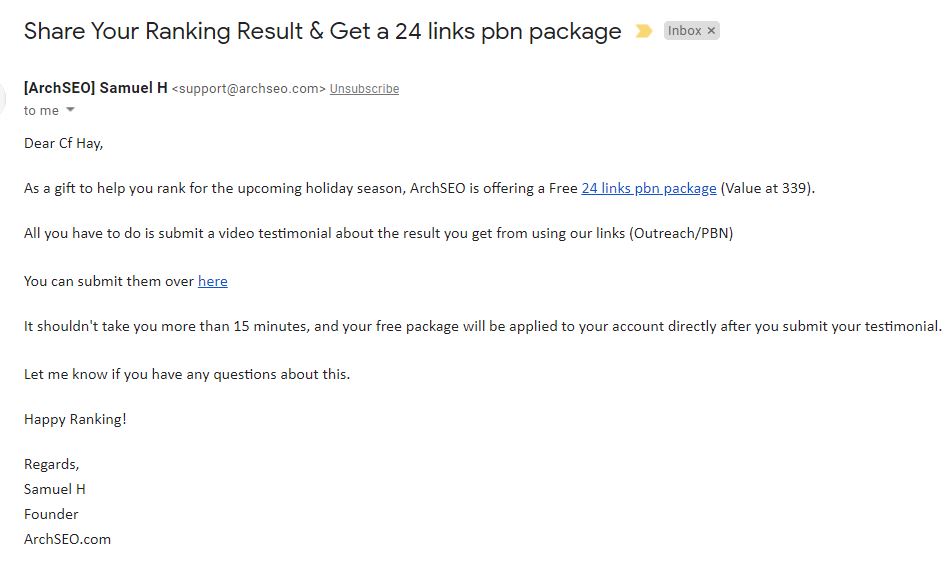 Share Your Ranking Result & Get a 24 links pbn package Inbox ×
[ArchSEO] Samuel H <support@archseo.com> Unsubscribe
to me
Dear Cf Hay,
As a gift to help you rank for the upcoming holiday season, ArchSEO is offering a Free 24 links pbn package (Value at 339).
All you have to do is submit a video testimonial about the result you get from using our links (Outreach/PBN)
You can submit them over here
It shouldn't take you more than 15 minutes, and your free package will be applied to your account directly after you submit your testimonial.
Let me know if you have any questions about this.
Happy Ranking!
Regards,
Samuel H
Founder
ArchSEO.com